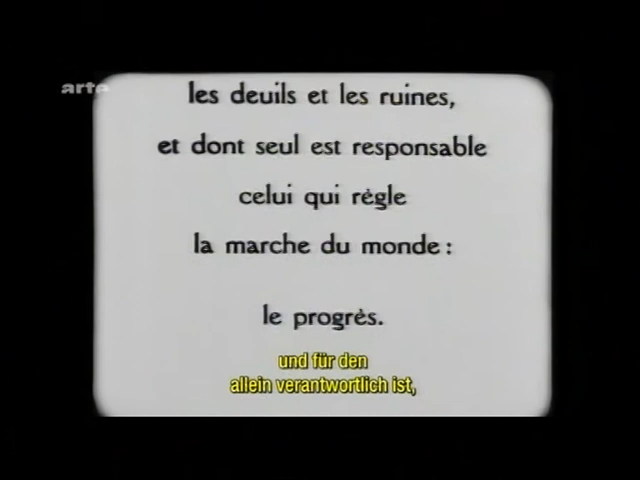 arte
les deuils et les ruines,
et dont seul est responsable
celui qui règle
la marche du monde :
le progrès.
und für den
allein verantwortlich ist,